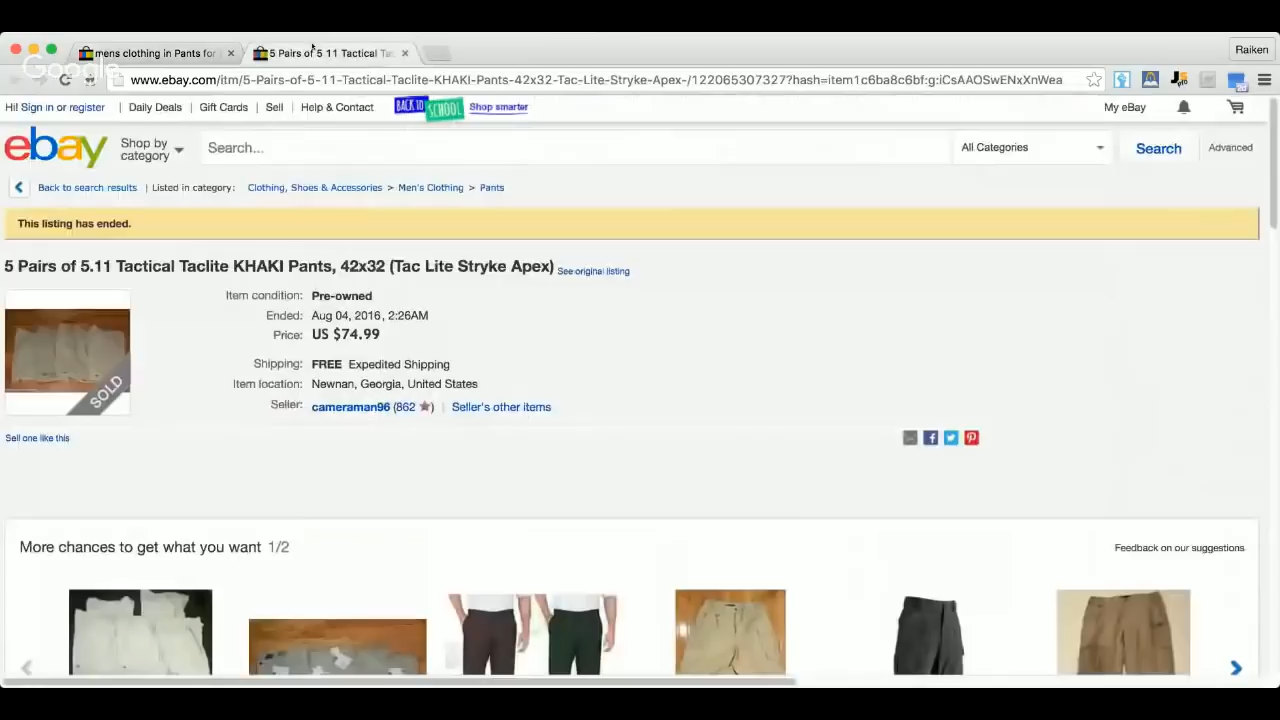 mens clothing in Pants for
5 Pairs of 5 11 Tactical Tac
Raiken
Google
www.ebay.com/itm/5-Pairs-of-5-11-Tactical-Taclite-KHAKI-Pants-42x32-Tac-Lite-Stryke-Apex-/122065307327?hash=item1c6ba8c6bf:g:iCsAAOSwENxXnWea
Hi! Sign in or register | Daily Deals | Gift Cards | Sell | Help & Contact BACK TO SCHOOL Shop smarter My eBay
ebay Shop by category Search... All Categories Search Advanced
Back to search results | Listed in category: Clothing, Shoes & Accessories > Men's Clothing > Pants
This listing has ended.
5 Pairs of 5.11 Tactical Taclite KHAKI Pants, 42x32 (Tac Lite Stryke Apex) See original listing
Item condition: Pre-owned
Ended: Aug 04, 2016, 2:26AM
Price: US $74.99
Shipping: FREE Expedited Shipping
Item location: Newnan, Georgia, United States
Seller: cameraman96 (862 ★) | Seller's other items
SOLD
Sell one like this
More chances to get what you want 1/2
Feedback on our suggestions